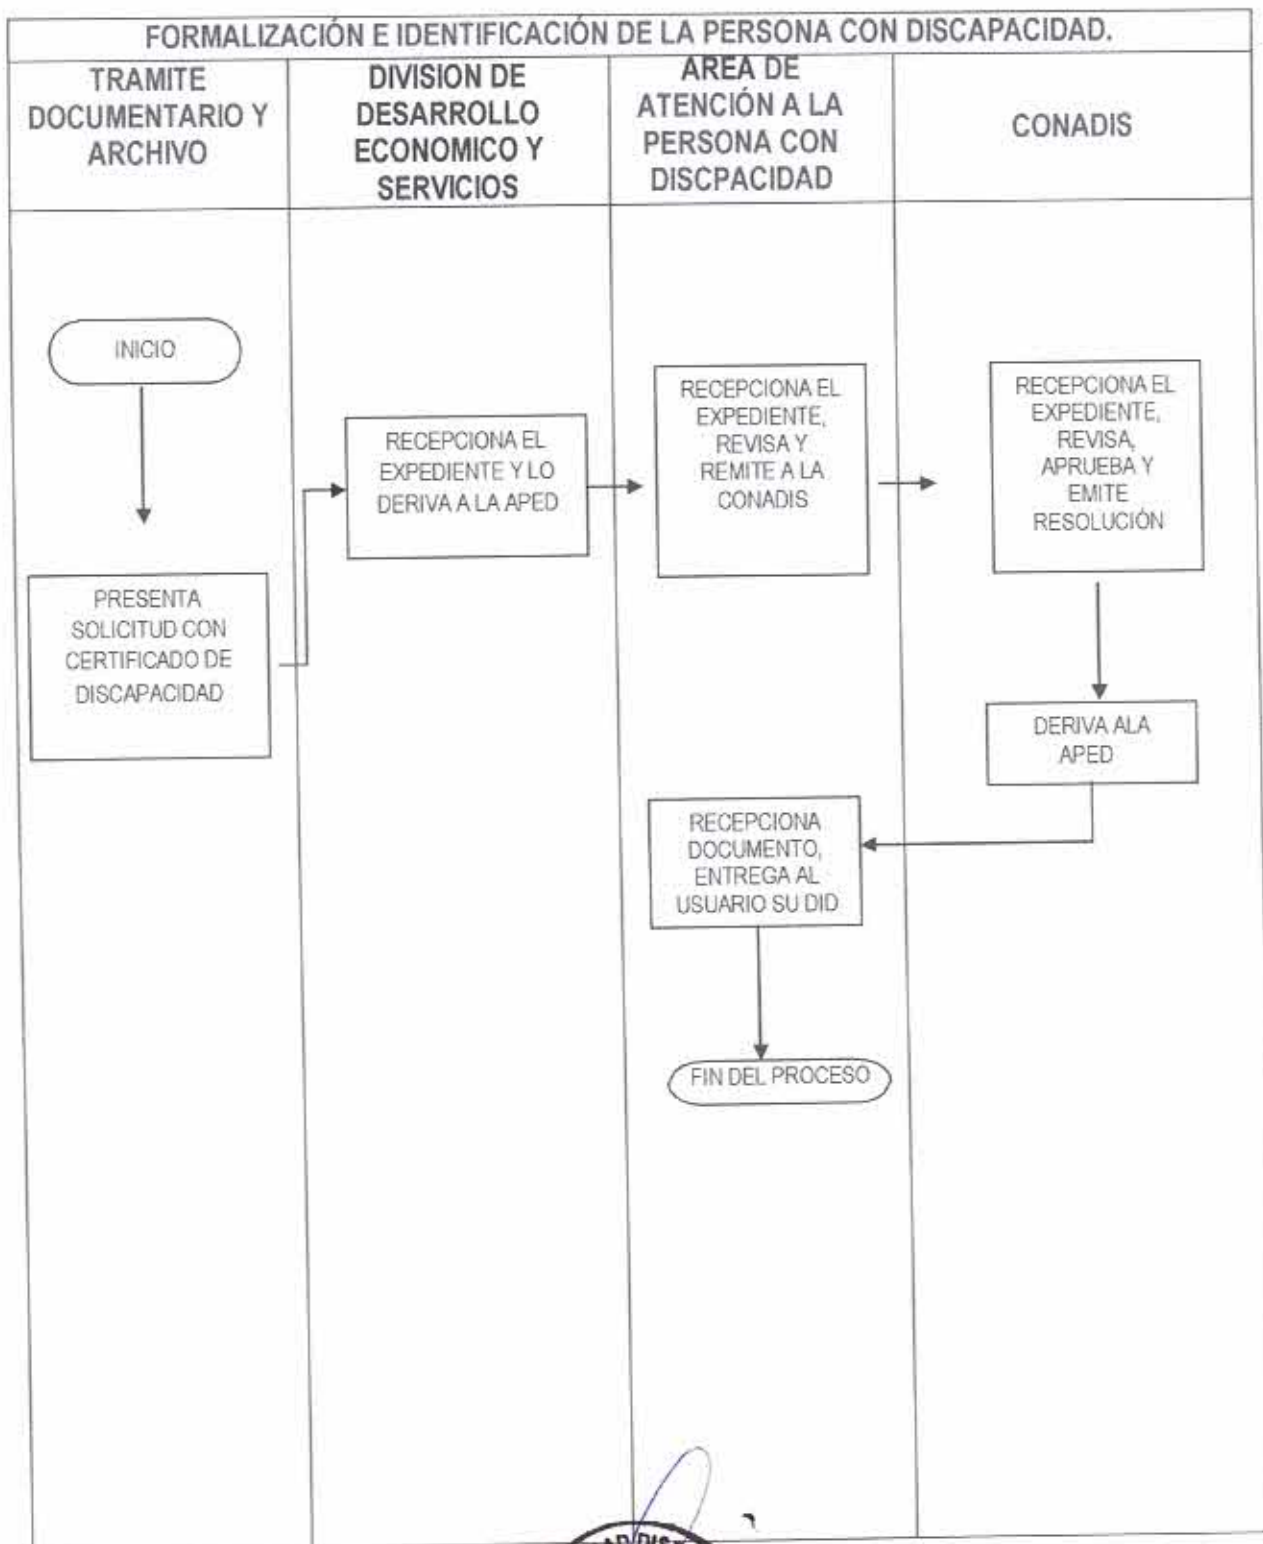 FORMALIZACIÓN E IDENTIFICACIÓN DE LA PERSONA CON DISCAPACIDAD.
TRAMITE
DOCUMENTARIO Y
ARCHIVO
DIVISION DE
DESARROLLO
ECONOMICO Y
SERVICIOS
AREA DE
ATENCIÓN A LA
PERSONA CON
DISCPACIDAD
CONADIS
INICIO
PRESENTA
SOLICITUD CON
CERTIFICADO DE
DISCAPACIDAD
RECEPCIONA EL
EXPEDIENTE Y LO
DERIVA A LA APED
RECEPCIONA EL
EXPEDIENTE,
REVISA Y
REMITE A LA
CONADIS
RECEPCIONA EL
EXPEDIENTE,
REVISA,
APRUEBA Y
EMITE
RESOLUCIÓN
DERIVA ALA
APED
RECEPCIONA
DOCUMENTO,
ENTREGA AL
USUARIO SU DID
FIN DEL PROCESO